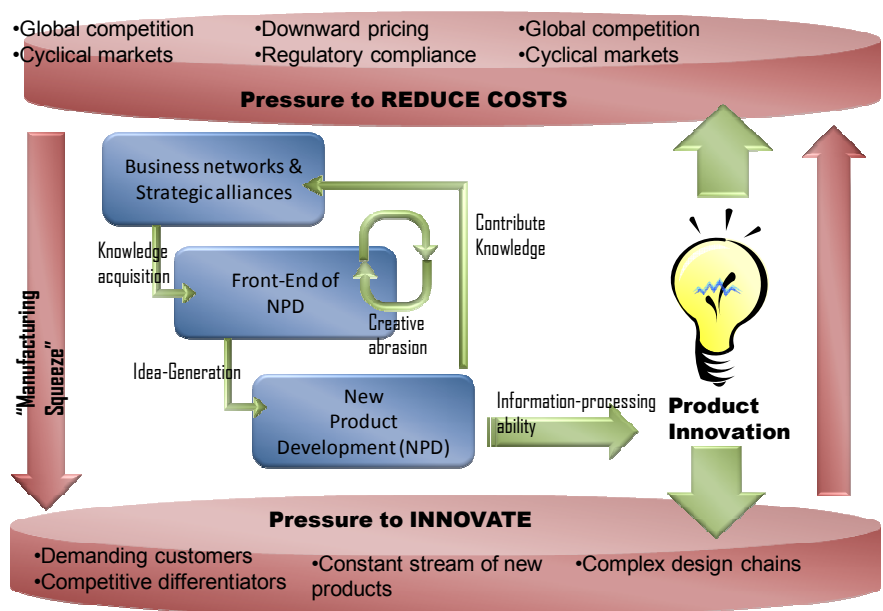 •Global competition
•Cyclical markets
•Downward pricing
•Regulatory compliance
•Global competition
•Cyclical markets
Pressure to REDUCE COSTS
"Manufacturing
Squeeze"
Business networks &
Strategic alliances
Knowledge
acquisition
Contribute
Knowledge
Front-End of
NPD
Creative
abrasion
Idea-Generation
New
Product
Development (NPD)
Information-processing
ability
Product
Innovation
Pressure to INNOVATE
•Demanding customers
•Competitive differentiators
•Constant stream of new
products
•Complex design chains